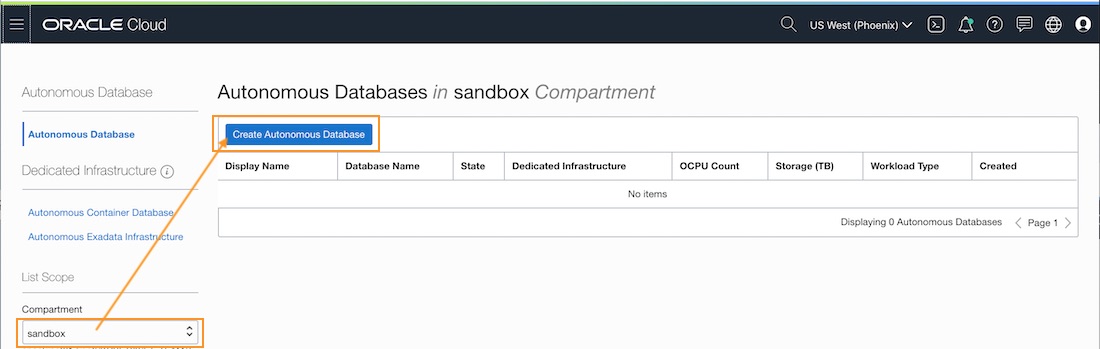 ORACLE Cloud
US West (Phoenix)
Autonomous Database
Autonomous Database
Dedicated Infrastructure
Autonomous Container Database
Autonomous Exadata Infrastructure
List Scope
Compartment
sandbox
Autonomous Databases in sandbox Compartment
Create Autonomous Database
Display Name Database Name State Dedicated Infrastructure OCPU Count Storage (TB) Workload Type Created
No items
Displaying 0 Autonomous Databases Page 1